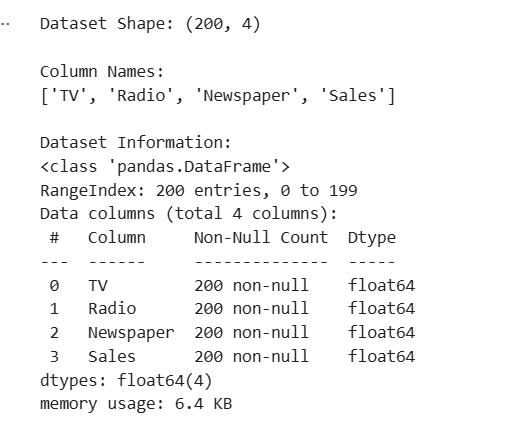 Dataset Shape: (200, 4)
Column Names:
['TV', 'Radio', 'Newspaper', 'Sales']
Dataset Information:
<class 'pandas.DataFrame'>
RangeIndex: 200 entries, 0 to 199
Data columns (total 4 columns):
 #   Column     Non-Null Count  Dtype
---  ------     --------------  -----
 0   TV         200 non-null    float64
 1   Radio      200 non-null    float64
 2   Newspaper  200 non-null    float64
 3   Sales      200 non-null    float64
dtypes: float64(4)
memory usage: 6.4 KB